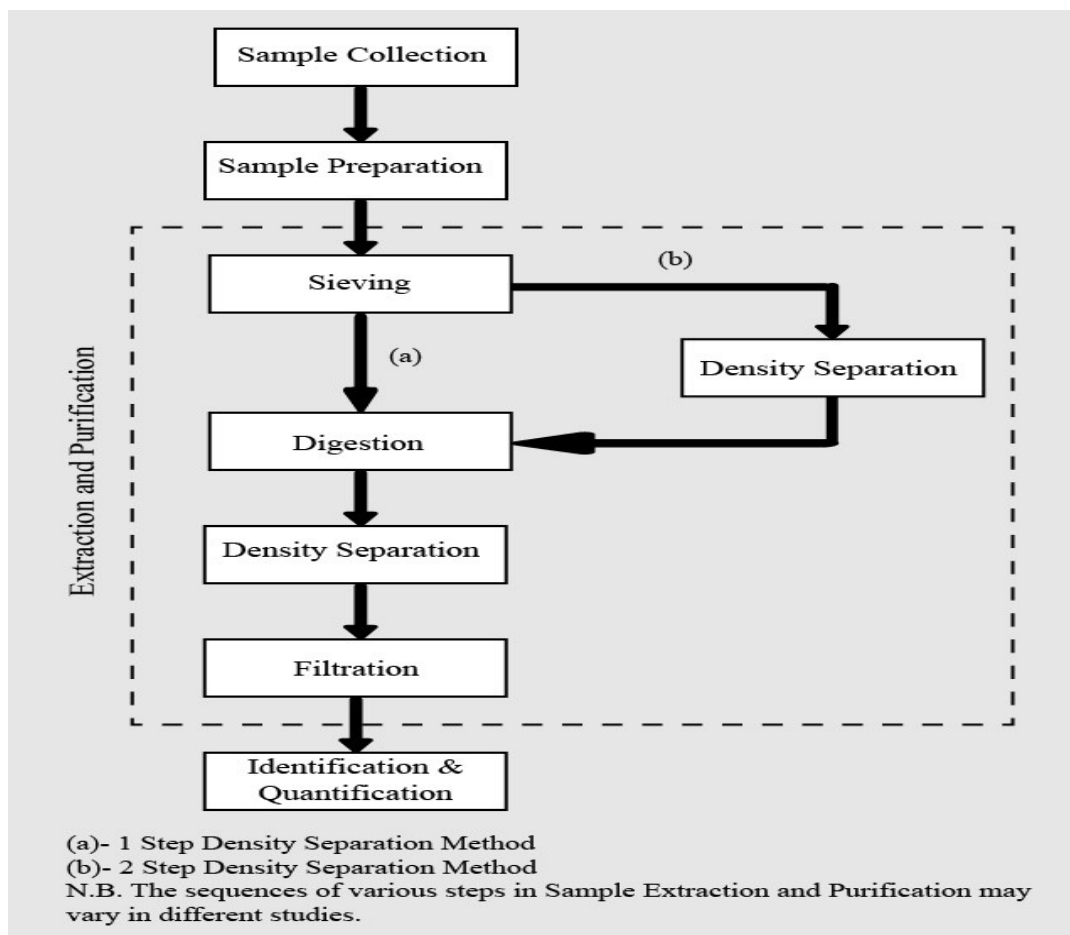 Sample Collection
Sample Preparation
Sieving
(b)
(a)
Density Separation
Digestion
Extraction and Purification
Density Separation
Filtration
Identification &
Quantification
(a)- 1 Step Density Separation Method
(b)- 2 Step Density Separation Method
N.B. The sequences of various steps in Sample Extraction and Purification may
vary in different studies.